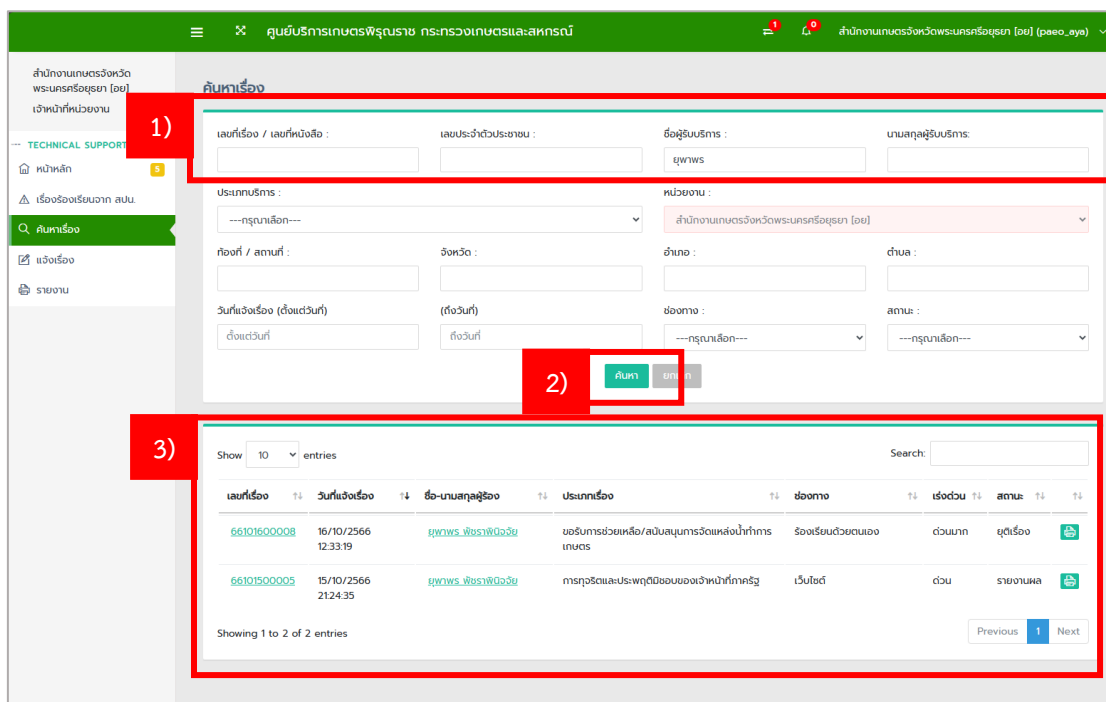 ศูนย์บริการเกษตรพิรุณราช กระทรวงเกษตรและสหกรณ์
1
0
สำนักงานเกษตรจังหวัดพระนครศรีอยุธยา [อย] (paeo_aya)
สำนักงานเกษตรจังหวัด
พระนครศรีอยุธยา [อย]
เจ้าหน้าที่หน่วยงาน
TECHNICAL SUPPORT
หน้าหลัก 5
เรื่องร้องเรียนจาก สปน.
ค้นหาเรื่อง
แจ้งเรื่อง
รายงาน
ค้นหาเรื่อง
1)
เลขที่เรื่อง / เลขที่หนังสือ : เลขประจำตัวประชาชน : ชื่อผู้รับบริการ : นามสกุลผู้รับบริการ:
ยุพาพร
ประเภทบริการ : หน่วยงาน :
---กรุณาเลือก--- สำนักงานเกษตรจังหวัดพระนครศรีอยุธยา [อย]
ท้องที่ / สถานที่ : จังหวัด : อำเภอ : ตำบล :
วันที่แจ้งเรื่อง (ตั้งแต่วันที่) (ถึงวันที่) ช่องทาง : สถานะ :
ตั้งแต่วันที่ ถึงวันที่ ---กรุณาเลือก--- ---กรุณาเลือก---
2)
ค้นหา
3)
Show 10 entries Search:
เลขที่เรื่อง วันที่แจ้งเรื่อง ชื่อ-นามสกุลผู้ร้อง ประเภทเรื่อง ช่องทาง เร่งด่วน สถานะ
66101600008 16/10/2566 ยุพาพร พัชราพินิจฉัย ขอรับการช่วยเหลือ/สนับสนุนการจัดแหล่งน้ำทำการ ร้องเรียนด้วยตนเอง ด่วนมาก ยุติเรื่อง
12:33:19 เกษตร
66101500005 15/10/2566 ยุพาพร พัชราพินิจฉัย การทุจริตและประพฤติมิชอบของเจ้าหน้าที่ภาครัฐ เว็บไซต์ ด่วน รายงานผล
21:24:35
Showing 1 to 2 of 2 entries Previous 1 Next